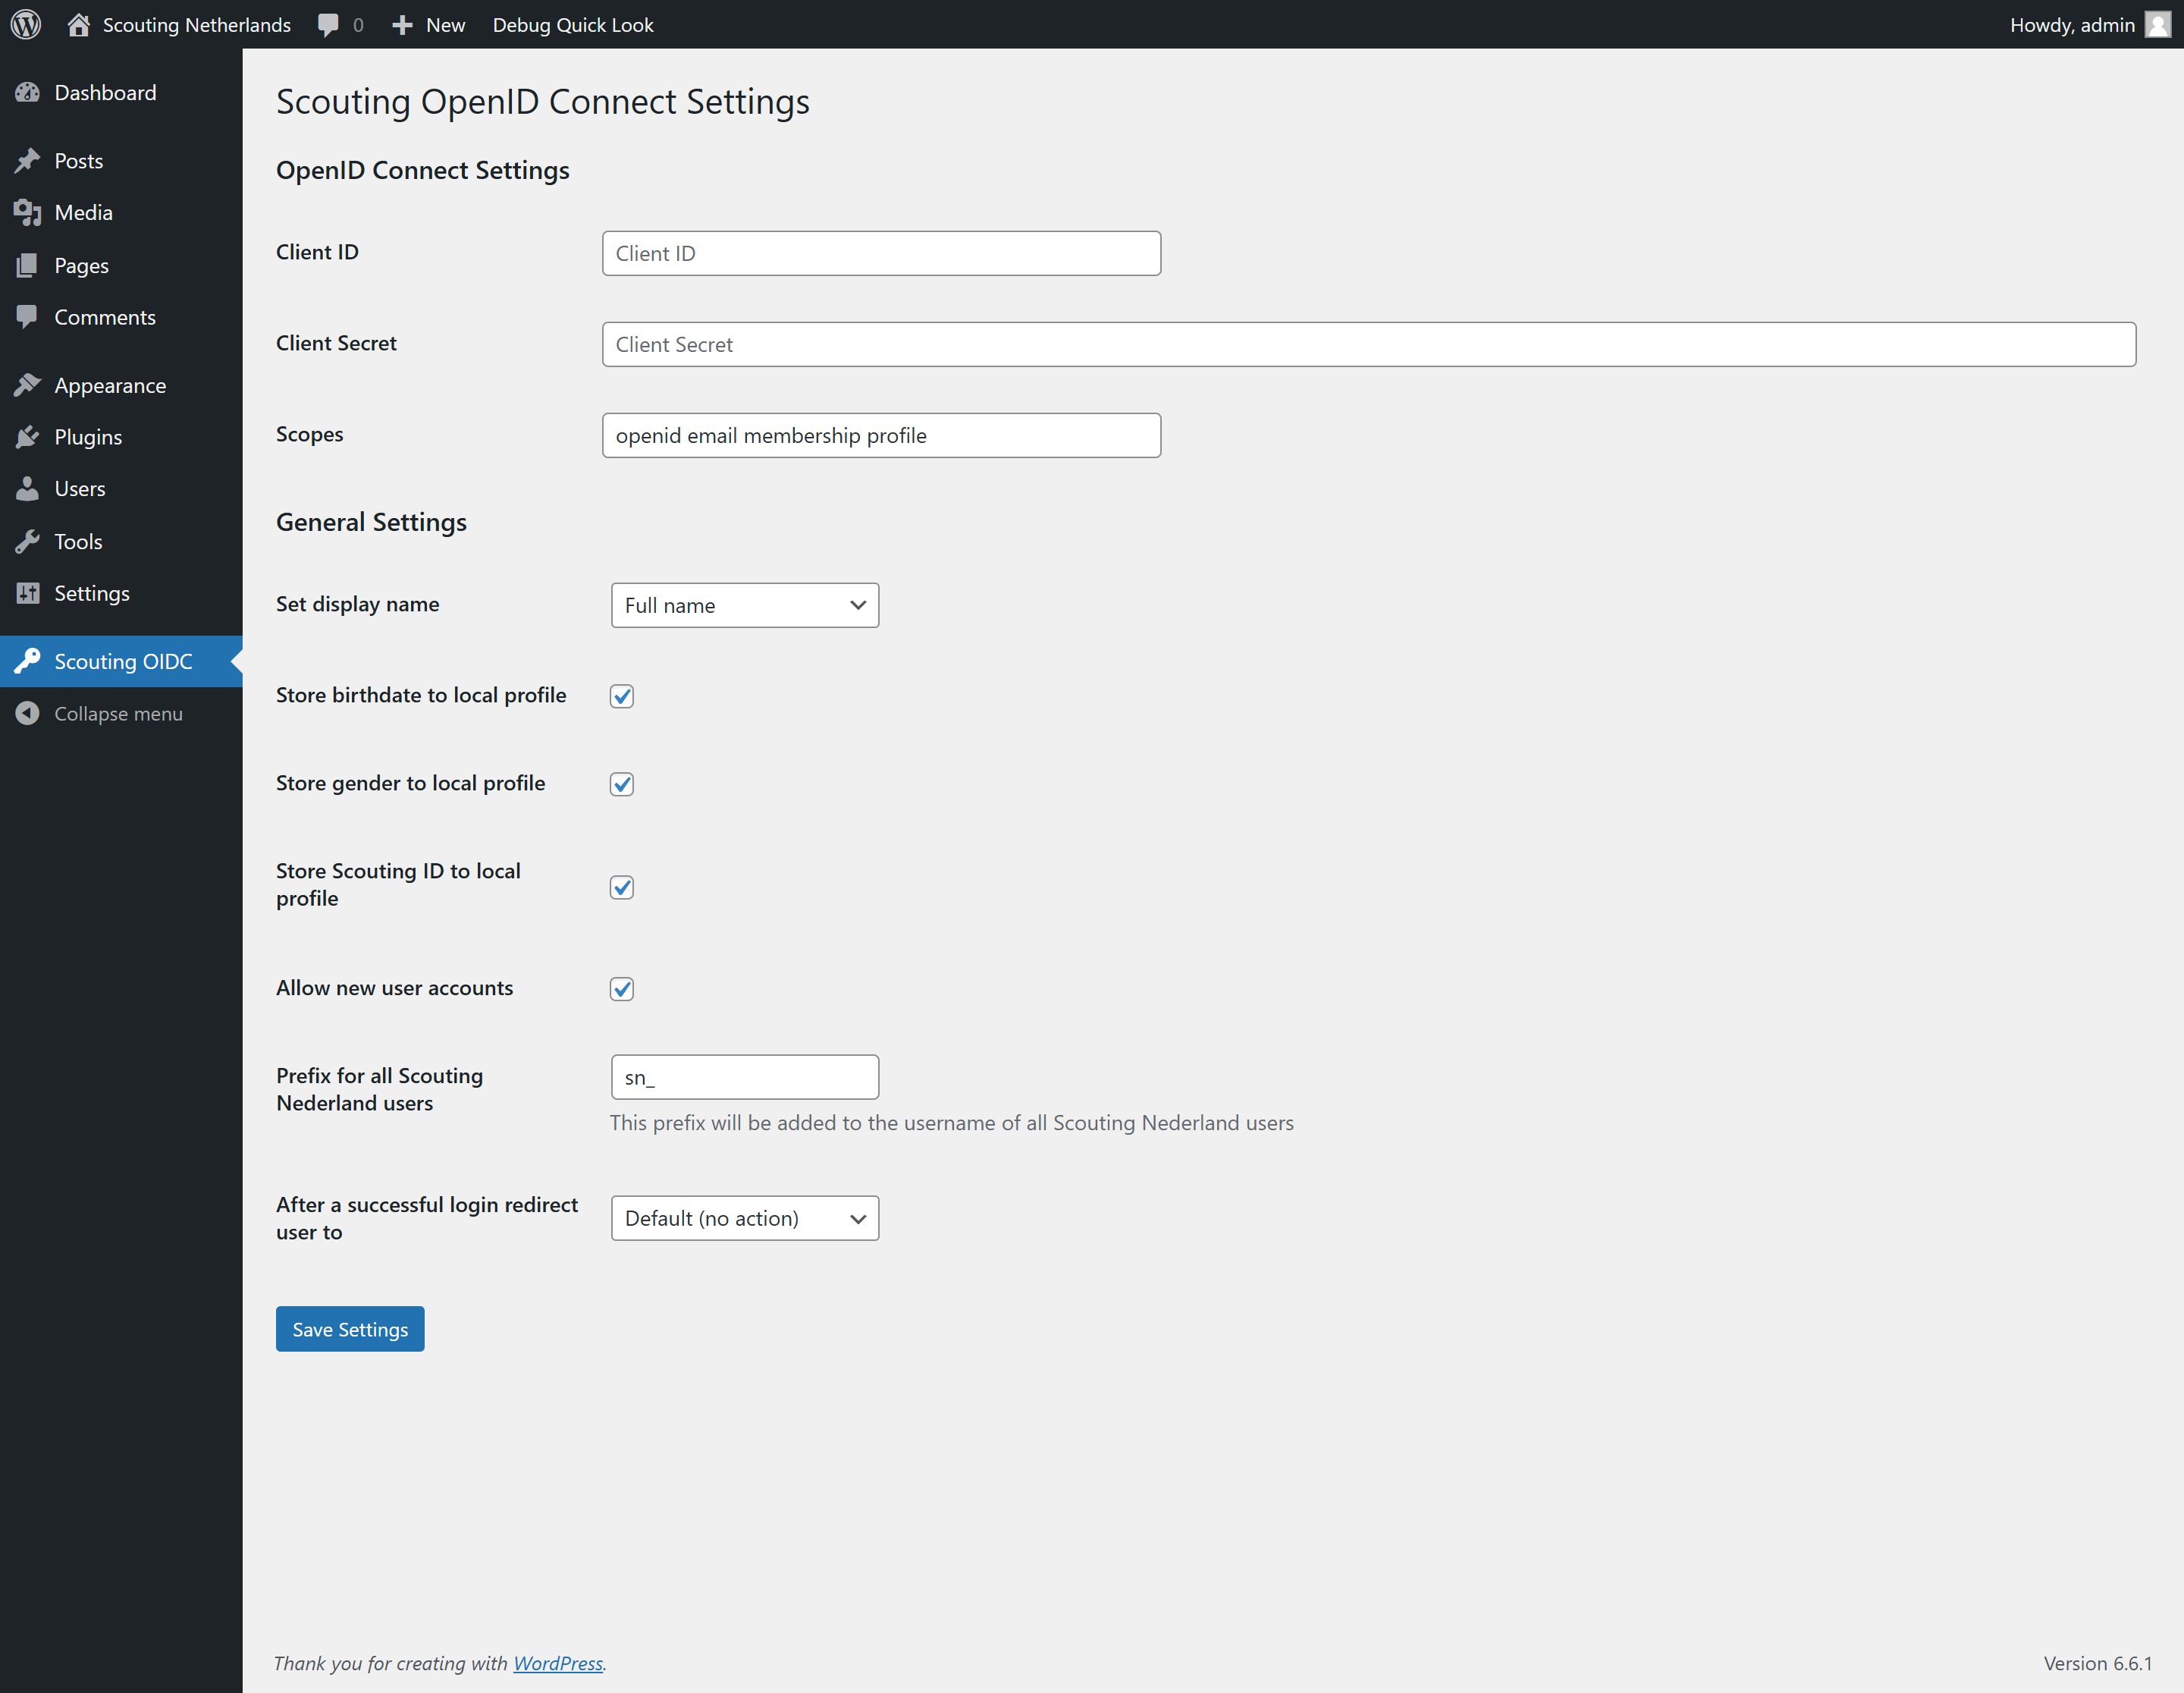 Scouting Netherlands 0 New Debug Quick Look Howdy, admin
Dashboard
Posts
Media
Pages
Comments
Appearance
Plugins
Users
Tools
Settings
Scouting OIDC
Collapse menu
Scouting OpenID Connect Settings
OpenID Connect Settings
Client ID Client ID
Client Secret Client Secret
Scopes openid email membership profile
General Settings
Set display name Full name
Store birthdate to local profile
Store gender to local profile
Store Scouting ID to local
profile
Allow new user accounts
Prefix for all Scouting
Nederland users
sn_
This prefix will be added to the username of all Scouting Nederland users
After a successful login redirect
user to
Default (no action)
Save Settings
Thank you for creating with WordPress. Version 6.6.1